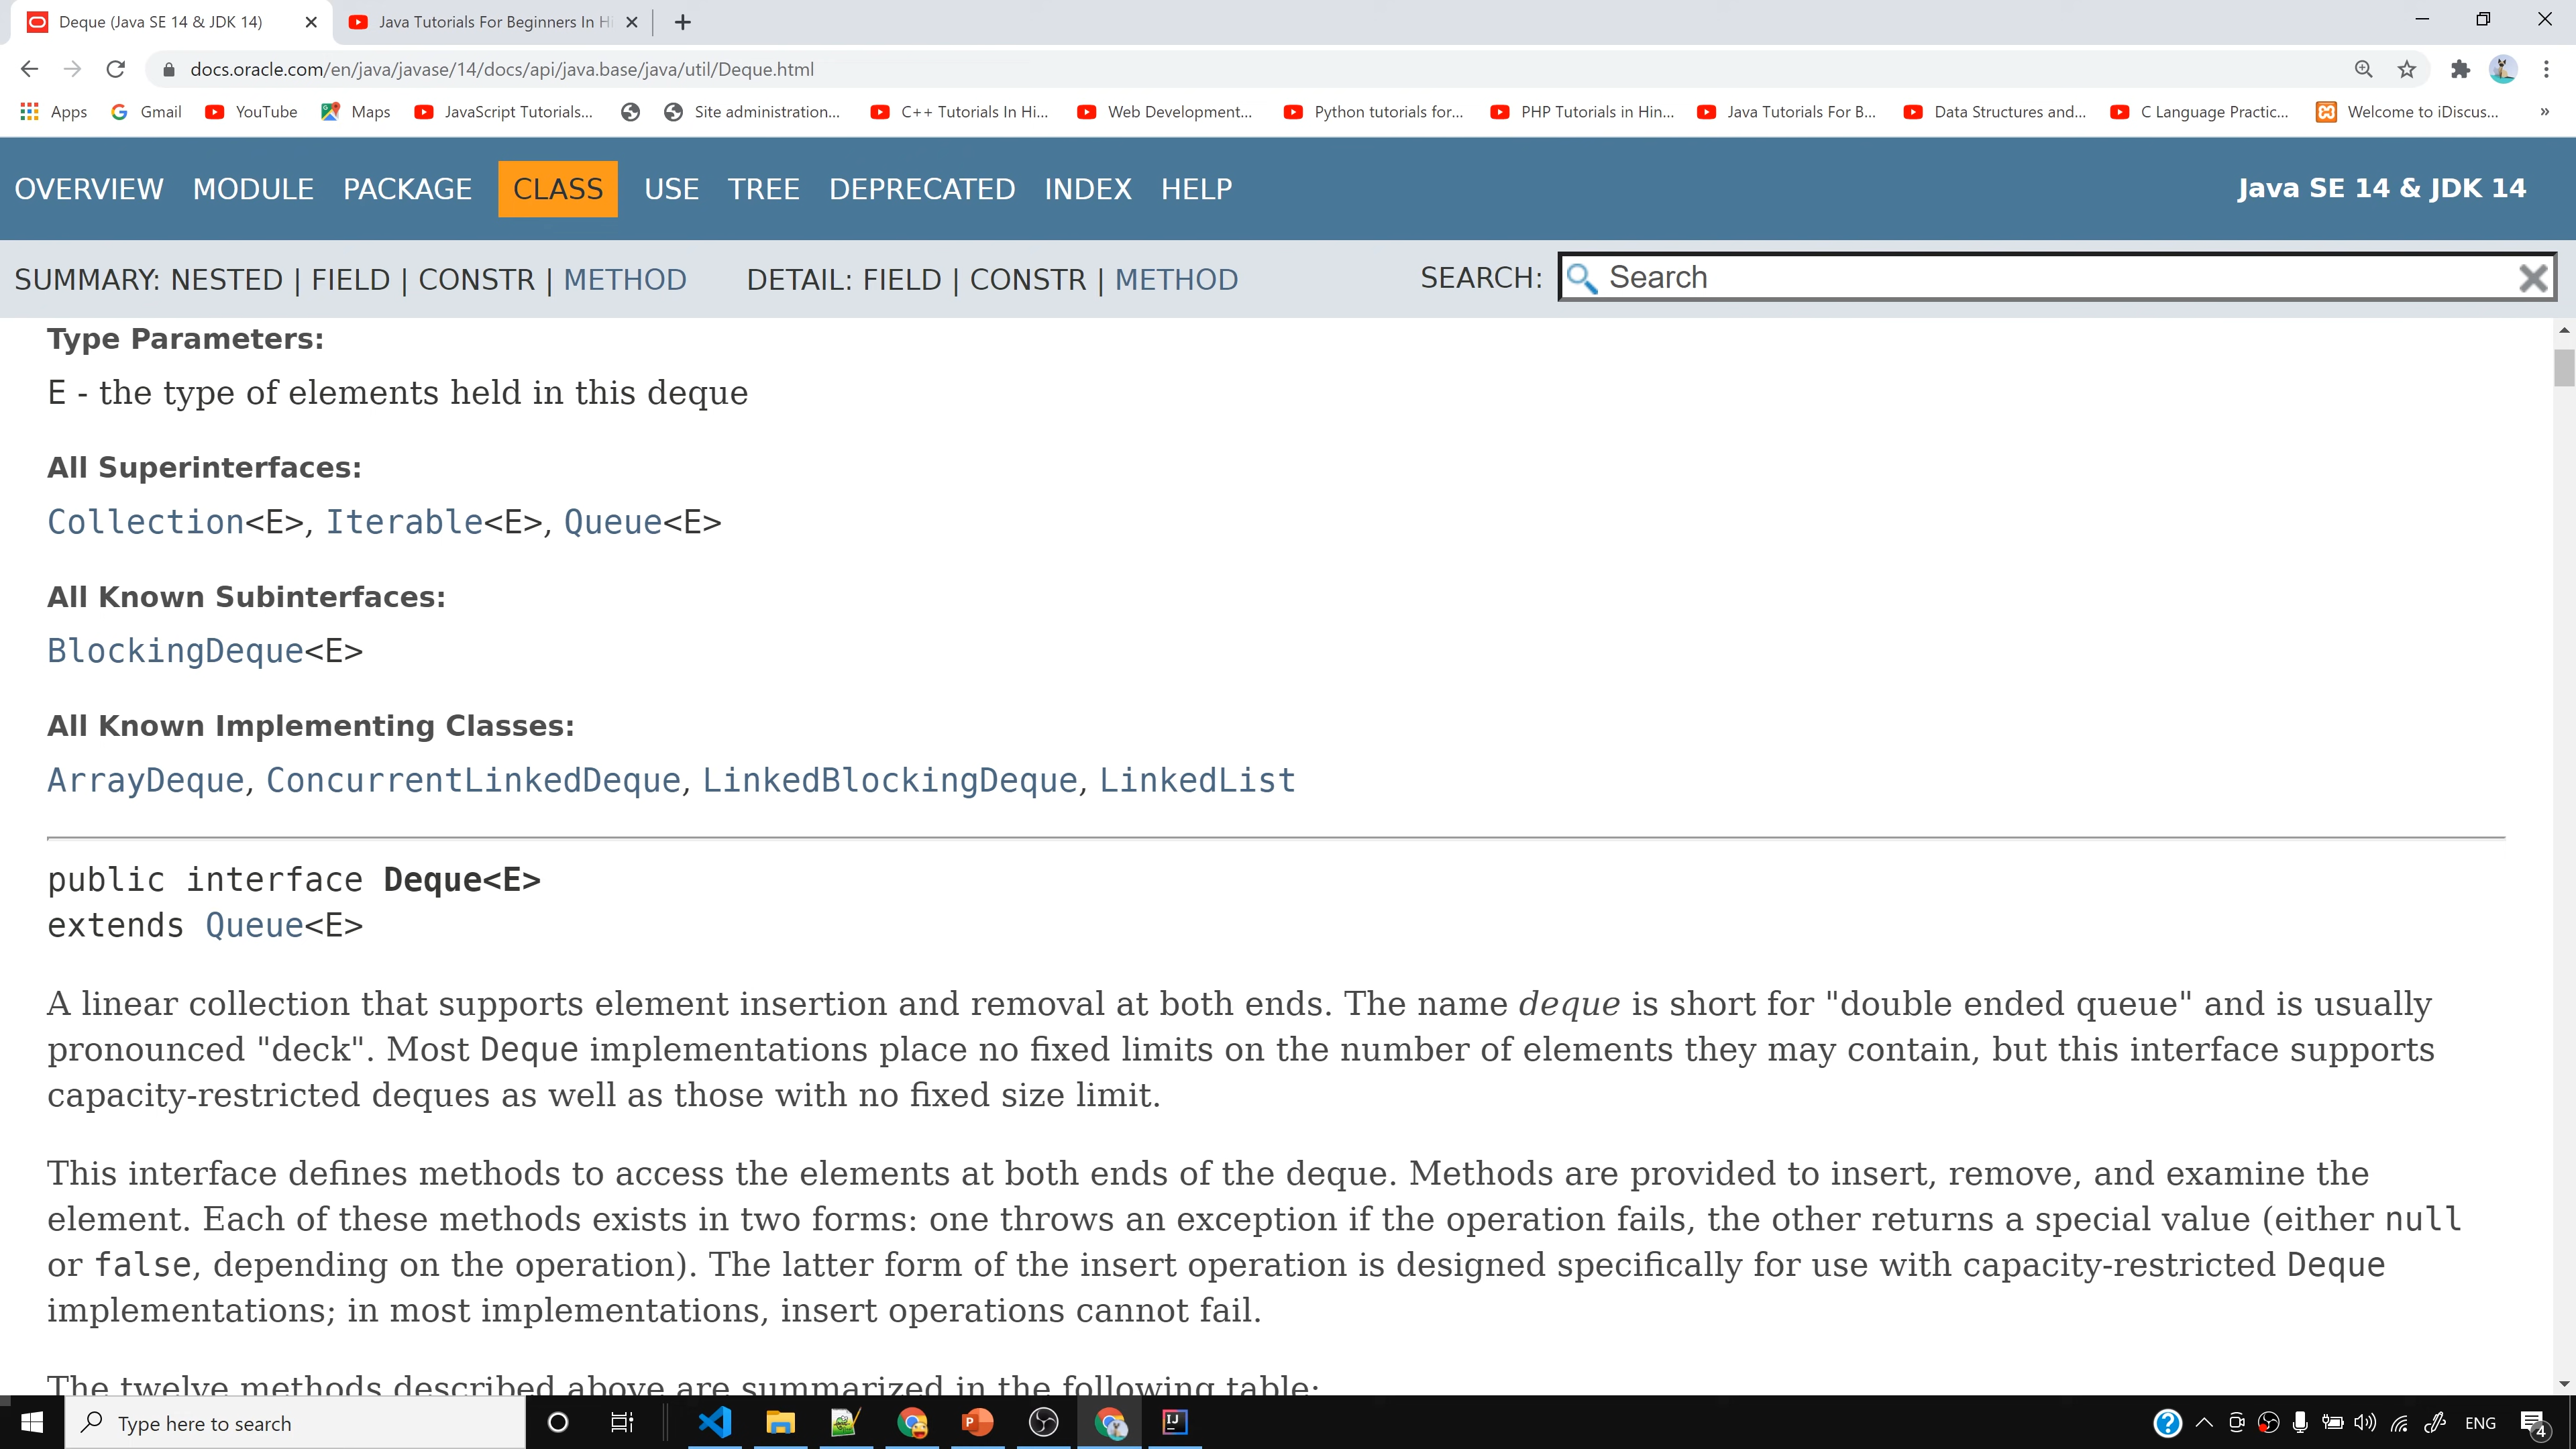 Deque (Java SE 14 & JDK 14)
Java Tutorials For Beginners In Hi
docs.oracle.com/en/java/javase/14/docs/api/java.base/java/util/Deque.html
Apps Gmail YouTube Maps JavaScript Tutorials... Site administration... C++ Tutorials In Hi... Web Development... Python tutorials for... PHP Tutorials in Hin... Java Tutorials For B... Data Structures and... C Language Practic... Welcome to iDiscus... »
OVERVIEW MODULE PACKAGE CLASS USE TREE DEPRECATED INDEX HELP Java SE 14 & JDK 14
SUMMARY: NESTED | FIELD | CONSTR | METHOD DETAIL: FIELD | CONSTR | METHOD SEARCH: Search
Type Parameters:
E - the type of elements held in this deque
All Superinterfaces:
Collection<E>, Iterable<E>, Queue<E>
All Known Subinterfaces:
BlockingDeque<E>
All Known Implementing Classes:
ArrayDeque, ConcurrentLinkedDeque, LinkedBlockingDeque, LinkedList
public interface Deque<E>
extends Queue<E>
A linear collection that supports element insertion and removal at both ends. The name deque is short for "double ended queue" and is usually
pronounced "deck". Most Deque implementations place no fixed limits on the number of elements they may contain, but this interface supports
capacity-restricted deques as well as those with no fixed size limit.
This interface defines methods to access the elements at both ends of the deque. Methods are provided to insert, remove, and examine the
element. Each of these methods exists in two forms: one throws an exception if the operation fails, the other returns a special value (either null
or false, depending on the operation). The latter form of the insert operation is designed specifically for use with capacity-restricted Deque
implementations; in most implementations, insert operations cannot fail.
The twelve methods described above are summarized in the following table:
Type here to search ENG 4